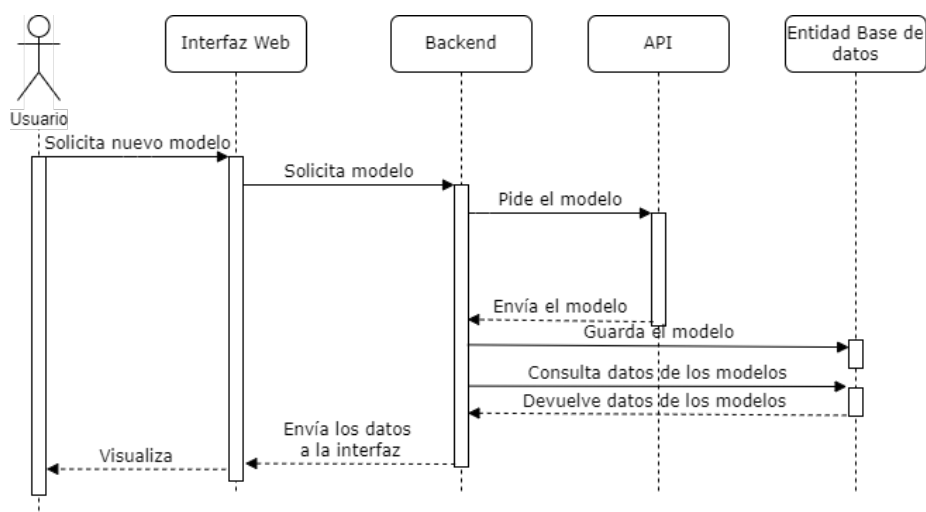 Usuario
Interfaz Web
Backend
API
Entidad Base de
datos
Solicita nuevo modelo
Solicita modelo
Pide el modelo
Envía el modelo
Guarda el modelo
Consulta datos de los modelos
Devuelve datos de los modelos
Envía los datos
a la interfaz
Visualiza